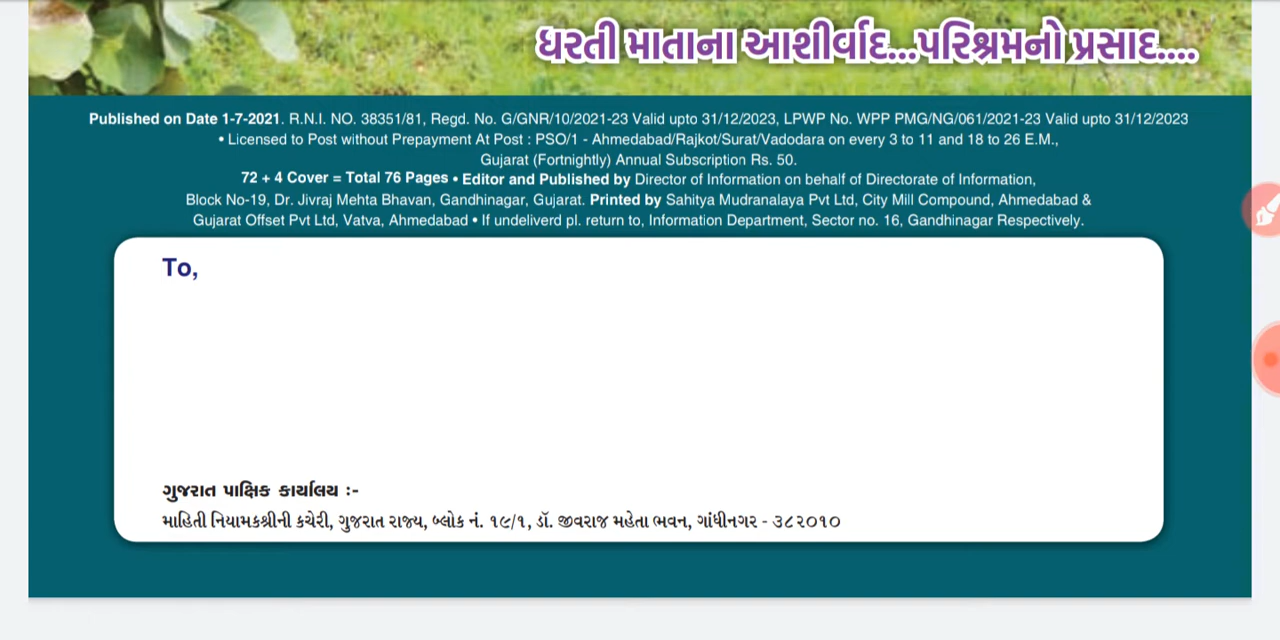 ધરતી માતાના આશીર્વાદ...પરિશ્રમનો પ્રસાદ....
Published on Date 1-7-2021. R.N.I. NO. 38351/81, Regd. No. G/GNR/10/2021-23 Valid upto 31/12/2023, LPWP No. WPP PMG/NG/061/2021-23 Valid upto 31/12/2023
• Licensed to Post without Prepayment At Post : PSO/1 - Ahmedabad/Rajkot/Surat/Vadodara on every 3 to 11 and 18 to 26 E.M.,
Gujarat (Fortnightly) Annual Subscription Rs. 50.
72 + 4 Cover = Total 76 Pages • Editor and Published by Director of Information on behalf of Directorate of Information,
Block No-19, Dr. Jivraj Mehta Bhavan, Gandhinagar, Gujarat. Printed by Sahitya Mudranalaya Pvt Ltd, City Mill Compound, Ahmedabad &
Gujarat Offset Pvt Ltd, Vatva, Ahmedabad • If undeliverd pl. return to, Information Department, Sector no. 16, Gandhinagar Respectively.
To,
ગુજરાત પાક્ષિક કાર્યાલય :-
માહિતી નિયામકશ્રીની કચેરી, ગુજરાત રાજ્ય, બ્લોક નં. ૧૯/૧, ડૉ. જીવરાજ મહેતા ભવન, ગાંધીનગર - ૩૮૨૦૧૦